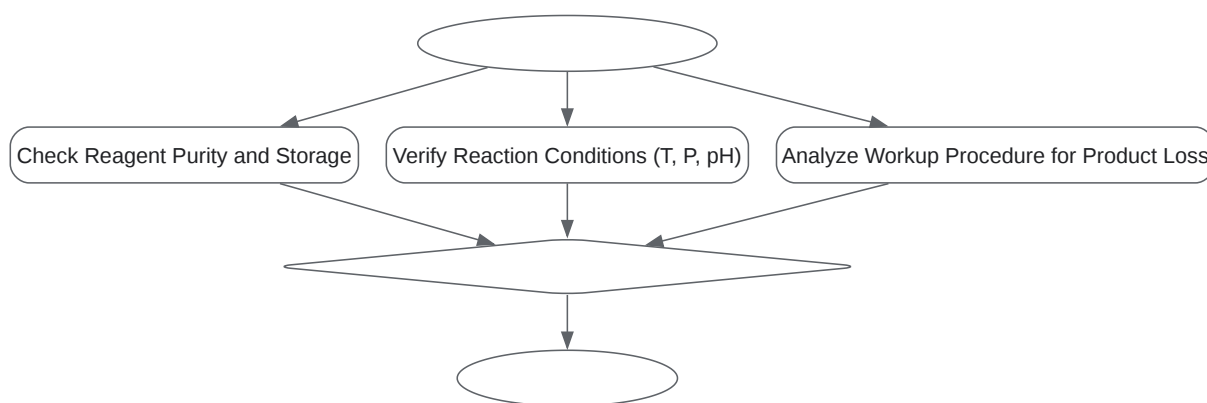 Check Reagent Purity and Storage
Verify Reaction Conditions (T, P, pH)
Analyze Workup Procedure for Product Loss